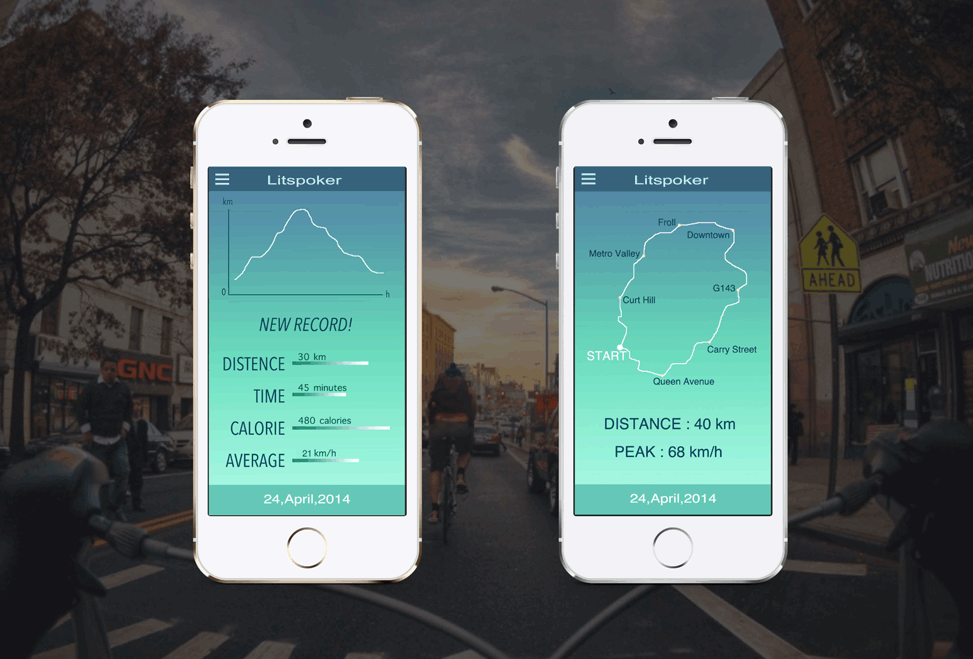 Litspoker
km
0
h
NEW RECORD!
DISTENCE 30 km
TIME 45 minutes
CALORIE 480 calories
AVERAGE 21 km/h
24,April,2014
Litspoker
Froll
Downtown
Metro Valley
G143
Curt Hill
START
Carry Street
Queen Avenue
DISTANCE : 40 km
PEAK : 68 km/h
24,April,2014
AHEAD
NUTRITION
GNC